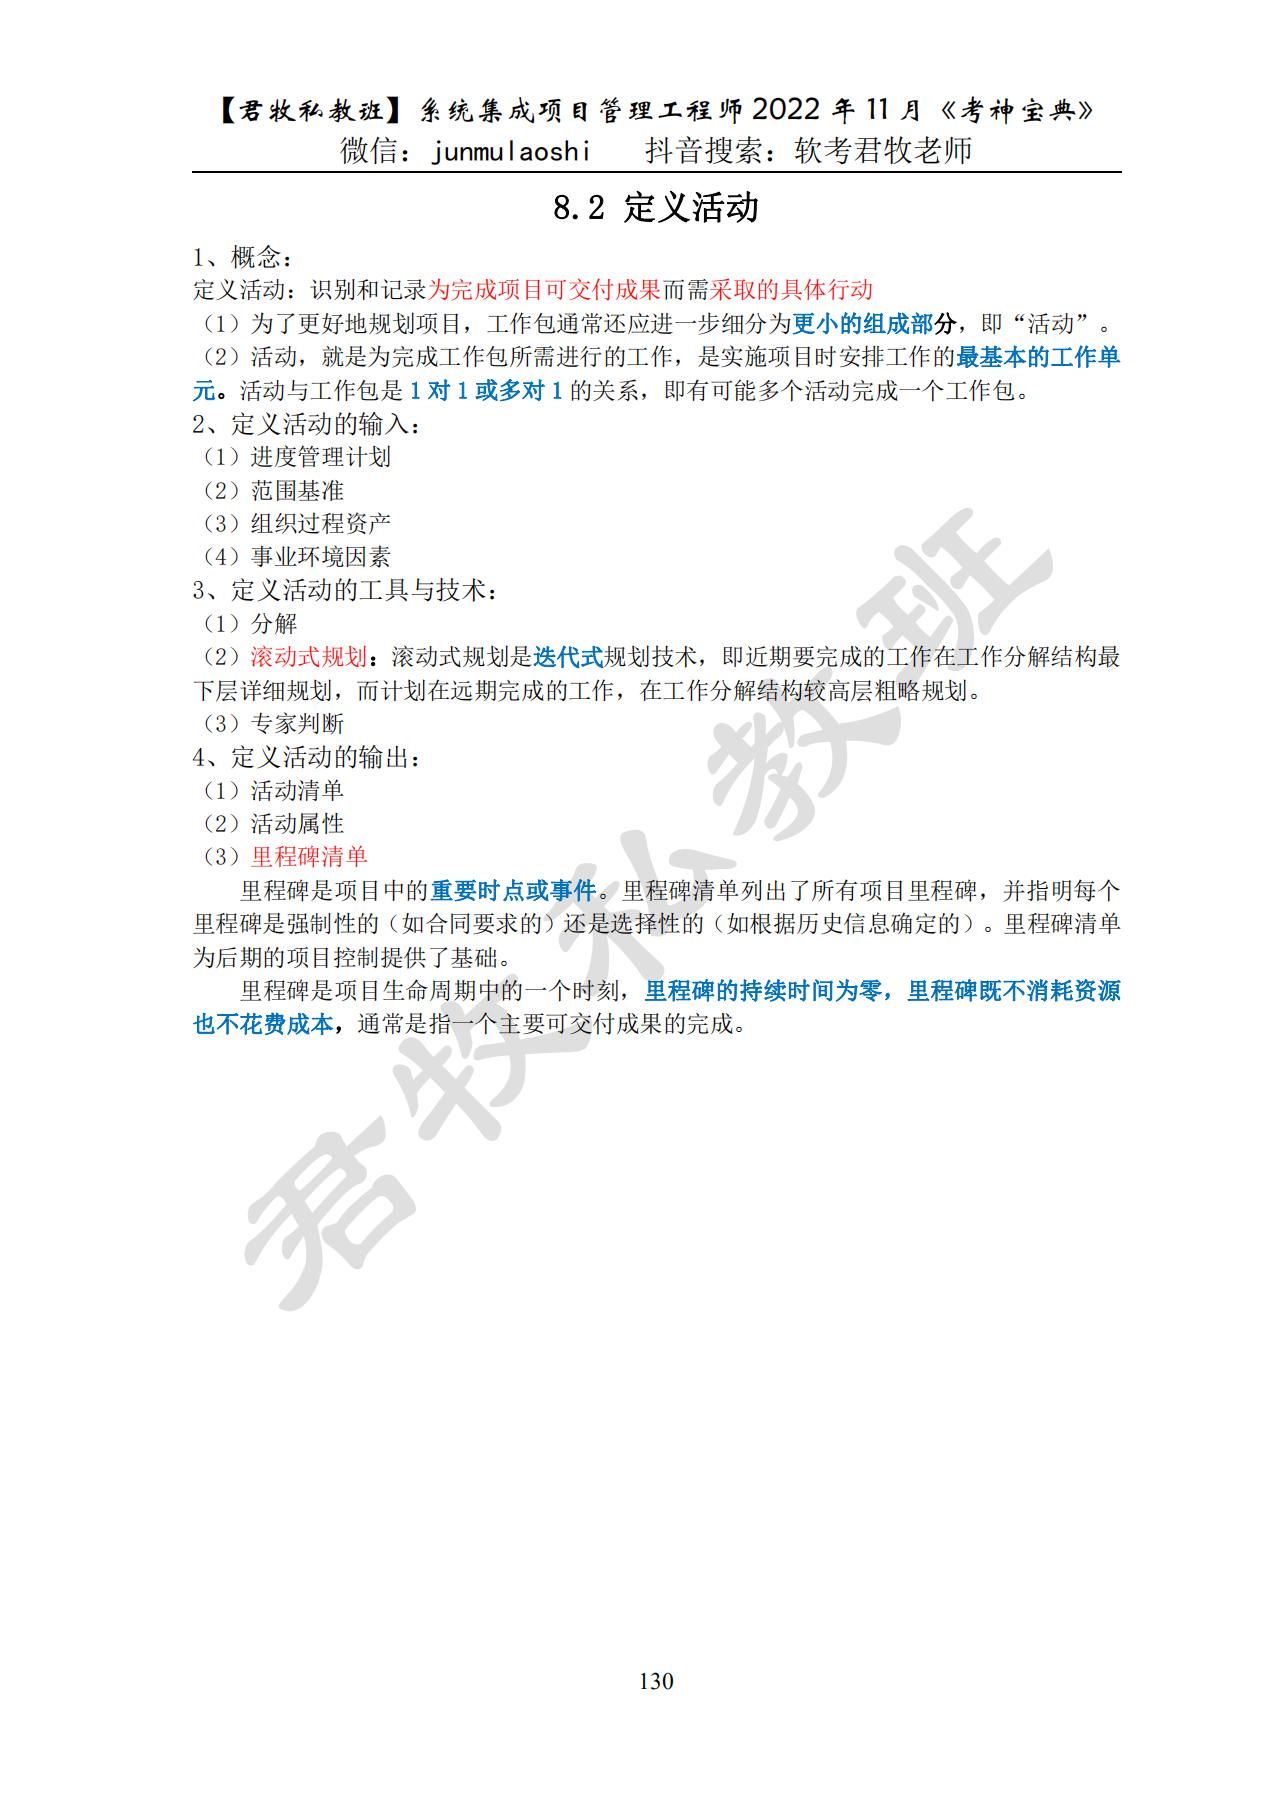 【君牧私教班】系统集成项目管理工程师 2022 年 11 月《考神宝典》
微信：junmulaoshi 抖音搜索：软考君牧老师
8.2 定义活动
1、概念：
定义活动：识别和记录为完成项目可交付成果而需采取的具体行动
（1）为了更好地规划项目，工作包通常还应进一步细分为更小的组成部分，即“活动”。
（2）活动，就是为完成工作包所需进行的工作，是实施项目时安排工作的最基本的工作单
元。活动与工作包是 1 对 1 或多对 1 的关系，即有可能多个活动完成一个工作包。
2、定义活动的输入：
（1）进度管理计划
（2）范围基准
（3）组织过程资产
（4）事业环境因素
3、定义活动的工具与技术：
（1）分解
（2）滚动式规划：滚动式规划是迭代式规划技术，即近期要完成的工作在工作分解结构最
下层详细规划，而计划在远期完成的工作，在工作分解结构较高层粗略规划。
（3）专家判断
4、定义活动的输出：
（1）活动清单
（2）活动属性
（3）里程碑清单
里程碑是项目中的重要时点或事件。里程碑清单列出了所有项目里程碑，并指明每个
里程碑是强制性的（如合同要求的）还是选择性的（如根据历史信息确定的）。里程碑清单
为后期的项目控制提供了基础。
里程碑是项目生命周期中的一个时刻，里程碑的持续时间为零，里程碑既不消耗资源
也不花费成本，通常是指一个主要可交付成果的完成。
君牧私教班
130